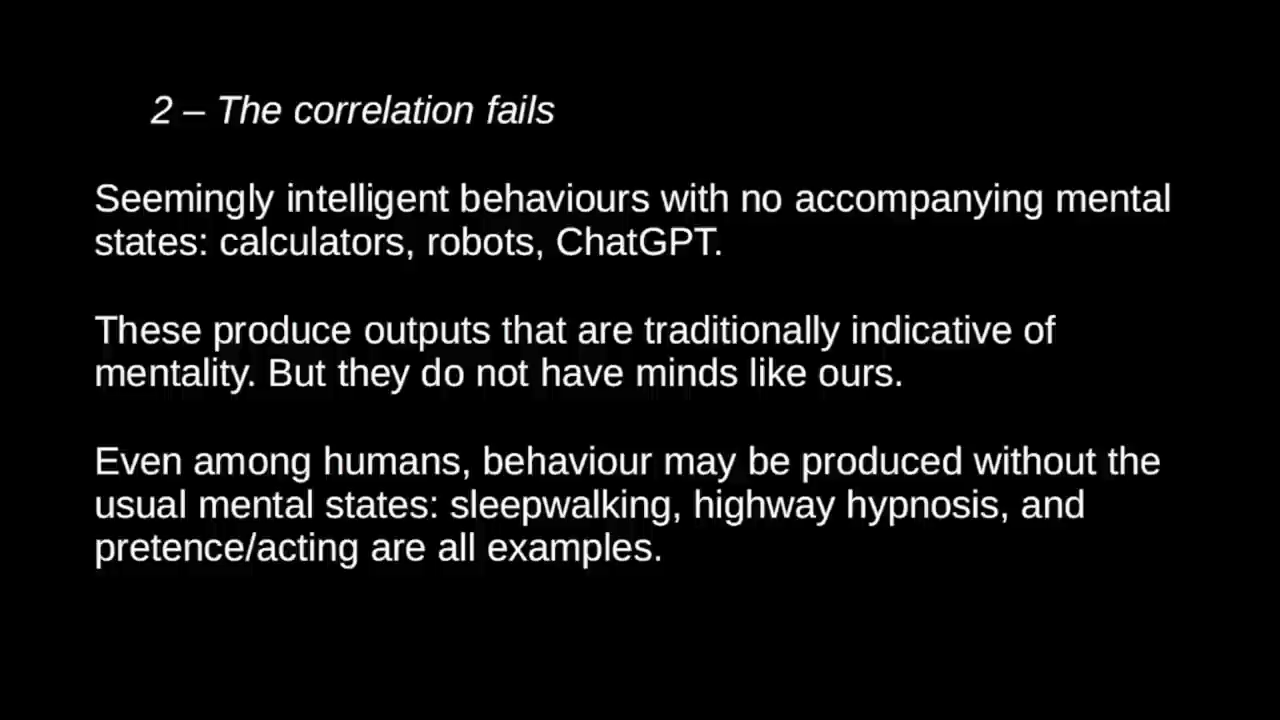 2 – The correlation fails
Seemingly intelligent behaviours with no accompanying mental
states: calculators, robots, ChatGPT.
These produce outputs that are traditionally indicative of
mentality. But they do not have minds like ours.
Even among humans, behaviour may be produced without the
usual mental states: sleepwalking, highway hypnosis, and
pretence/acting are all examples.